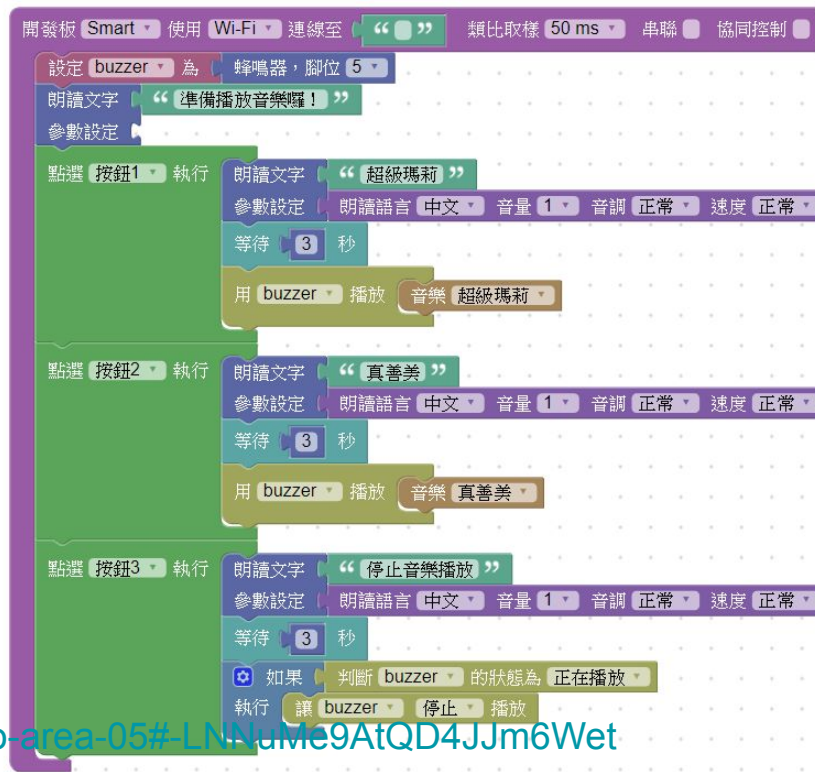 開發板 Smart 使用 Wi-Fi 連線至 “ ” 類比取樣 50 ms 串聯 協同控制
設定 buzzer 為 蜂鳴器，腳位 5
朗讀文字 “ 準備播放音樂囉！ ”
參數設定
點選 按鈕1 執行 朗讀文字 “ 超級瑪莉 ”
參數設定 朗讀語言 中文 音量 1 音調 正常 速度 正常
等待 3 秒
用 buzzer 播放 音樂 超級瑪莉
點選 按鈕2 執行 朗讀文字 “ 真善美 ”
參數設定 朗讀語言 中文 音量 1 音調 正常 速度 正常
等待 3 秒
用 buzzer 播放 音樂 真善美
點選 按鈕3 執行 朗讀文字 “ 停止音樂播放 ”
參數設定 朗讀語言 中文 音量 1 音調 正常 速度 正常
等待 3 秒
如果 判斷 buzzer 的狀態為 正在播放
執行 讓 buzzer 停止 播放
o-area-05#-LNNuMe9AtQD4JJm6Wet